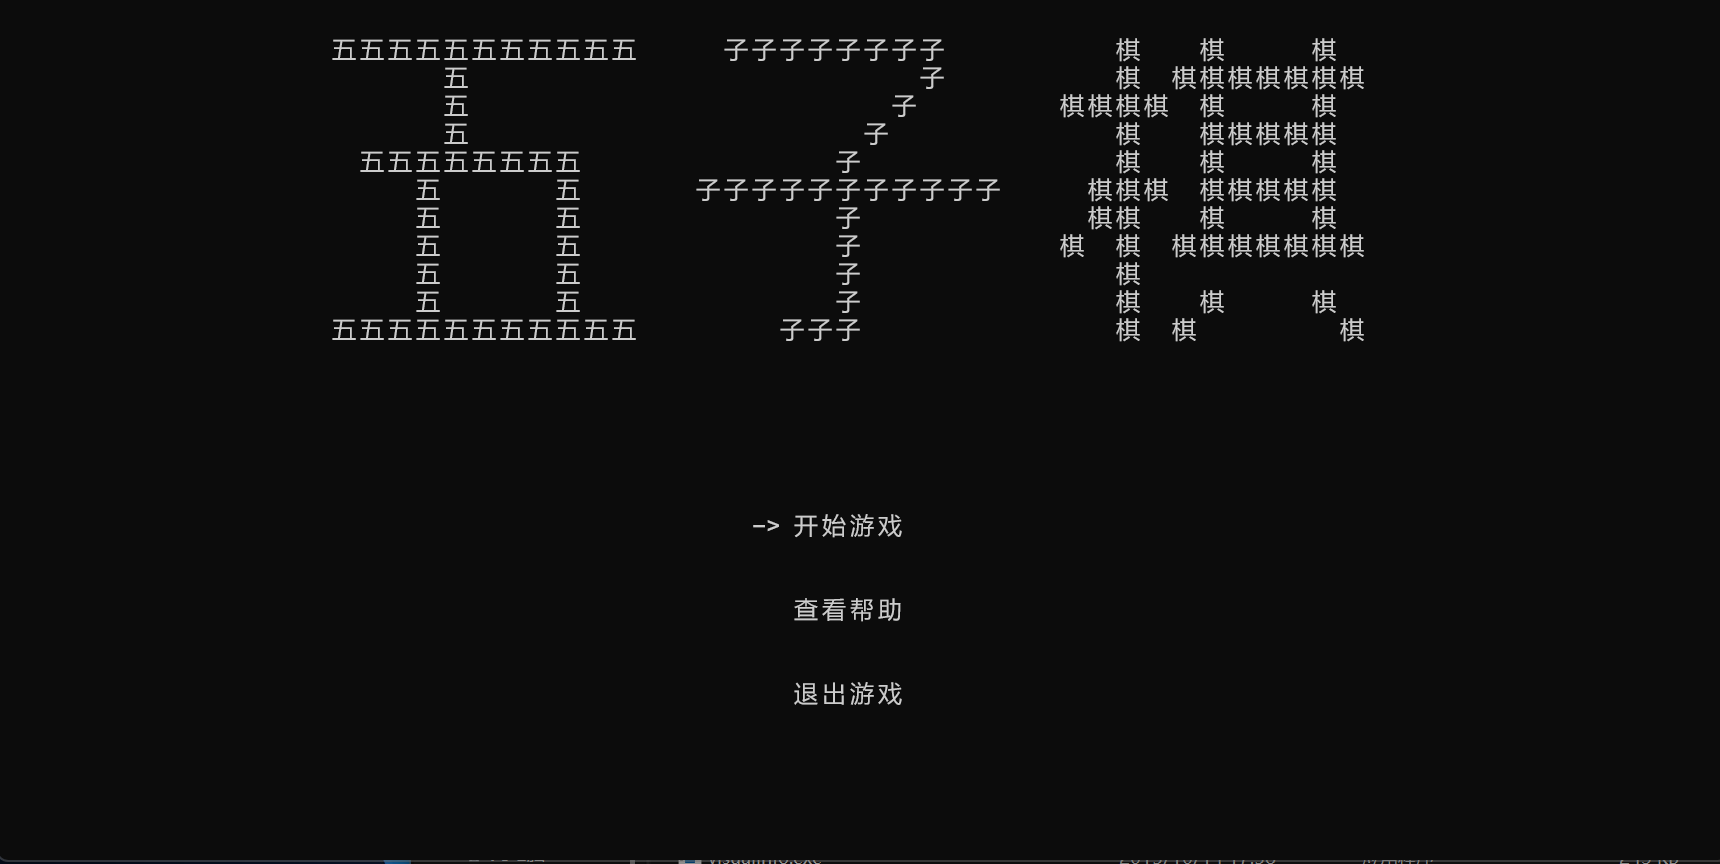 五五五五五五五五五五五 子子子子子子子子 棋 棋 棋
五 子 棋 棋棋棋棋棋棋棋
五 子 棋棋棋棋 棋 棋
五 子 棋 棋棋棋棋棋
五五五五五五五五 子 棋 棋 棋
五 五 子子子子子子子子子子子 棋棋棋 棋棋棋棋棋
五 五 子 棋棋 棋 棋
五 五 子 棋 棋 棋棋棋棋棋棋棋
五 五 子 棋
五 五 子 棋 棋 棋
五五五五五五五五五五五 子子子 棋 棋 棋
-> 开始游戏
查看帮助
退出游戏